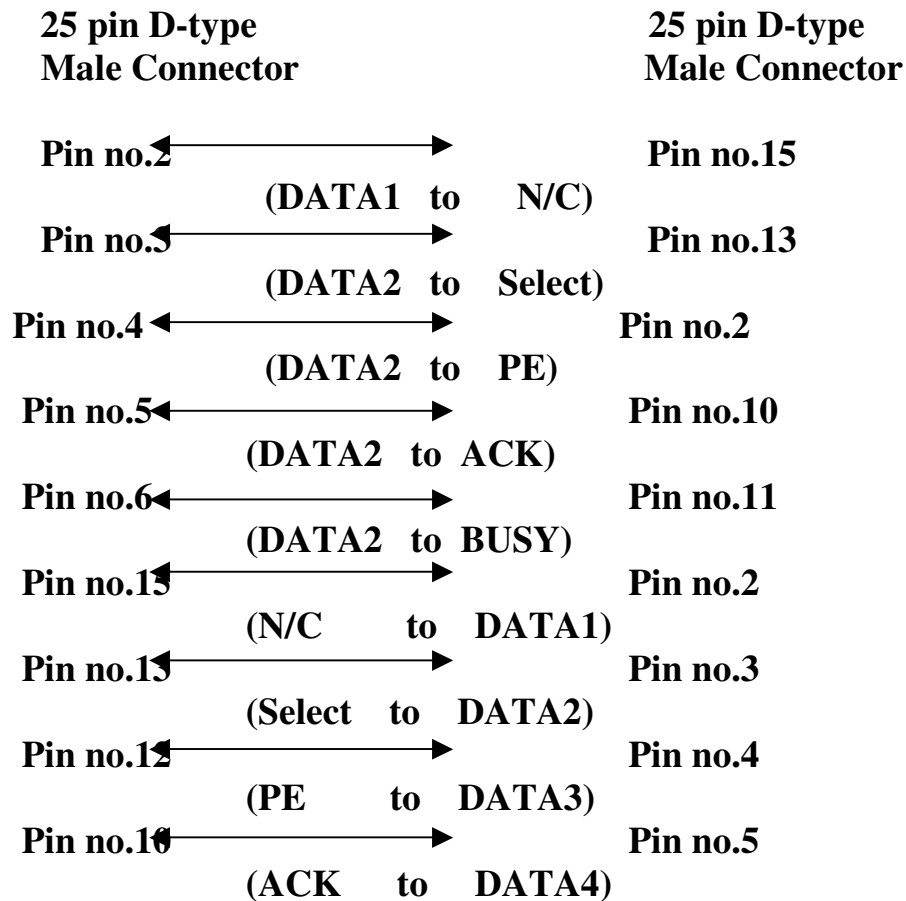 25 pin D-type 25 pin D-type
Male Connector Male Connector
Pin no.2 Pin no.15
(DATA1 to N/C)
Pin no.3 Pin no.13
(DATA2 to Select)
Pin no.4 Pin no.2
(DATA2 to PE)
Pin no.5 Pin no.10
(DATA2 to ACK)
Pin no.6 Pin no.11
(DATA2 to BUSY)
Pin no.15 Pin no.2
(N/C to DATA1)
Pin no.13 Pin no.3
(Select to DATA2)
Pin no.12 Pin no.4
(PE to DATA3)
Pin no.10 Pin no.5
(ACK to DATA4)